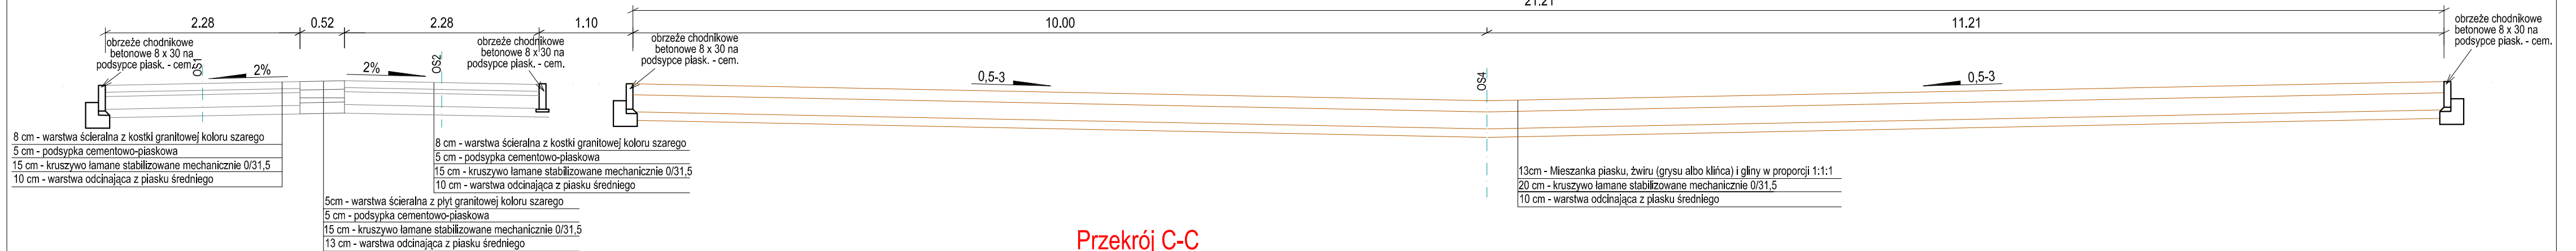 21.21
2.28
0.52
2.28
1.10
10.00
11.21
obrzeże chodnikowe
betonowe 8 x 30 na
podsypce piask. - cem.
obrzeże chodnikowe
betonowe 8 x 30 na
podsypce piask. - cem.
obrzeże chodnikowe
betonowe 8 x 30 na
podsypce piask. - cem.
obrzeże chodnikowe
betonowe 8 x 30 na
podsypce piask. - cem.
OS1
2%
2%
OS2
0,5-3
OS4
0,5-3
8 cm - warstwa ścieralna z kostki granitowej koloru szarego
5 cm - podsypka cementowo-piaskowa
15 cm - kruszywo łamane stabilizowane mechanicznie 0/31,5
10 cm - warstwa odcinająca z piasku średniego
8 cm - warstwa ścieralna z kostki granitowej koloru szarego
5 cm - podsypka cementowo-piaskowa
15 cm - kruszywo łamane stabilizowane mechanicznie 0/31,5
10 cm - warstwa odcinająca z piasku średniego
5cm - warstwa ścieralna z płyt granitowej koloru szarego
5 cm - podsypka cementowo-piaskowa
15 cm - kruszywo łamane stabilizowane mechanicznie 0/31,5
13 cm - warstwa odcinająca z piasku średniego
13cm - Mieszanka piasku, żwiru (grysu albo klińca) i gliny w proporcji 1:1:1
20 cm - kruszywo łamane stabilizowane mechanicznie 0/31,5
10 cm - warstwa odcinająca z piasku średniego
Przekrój C-C